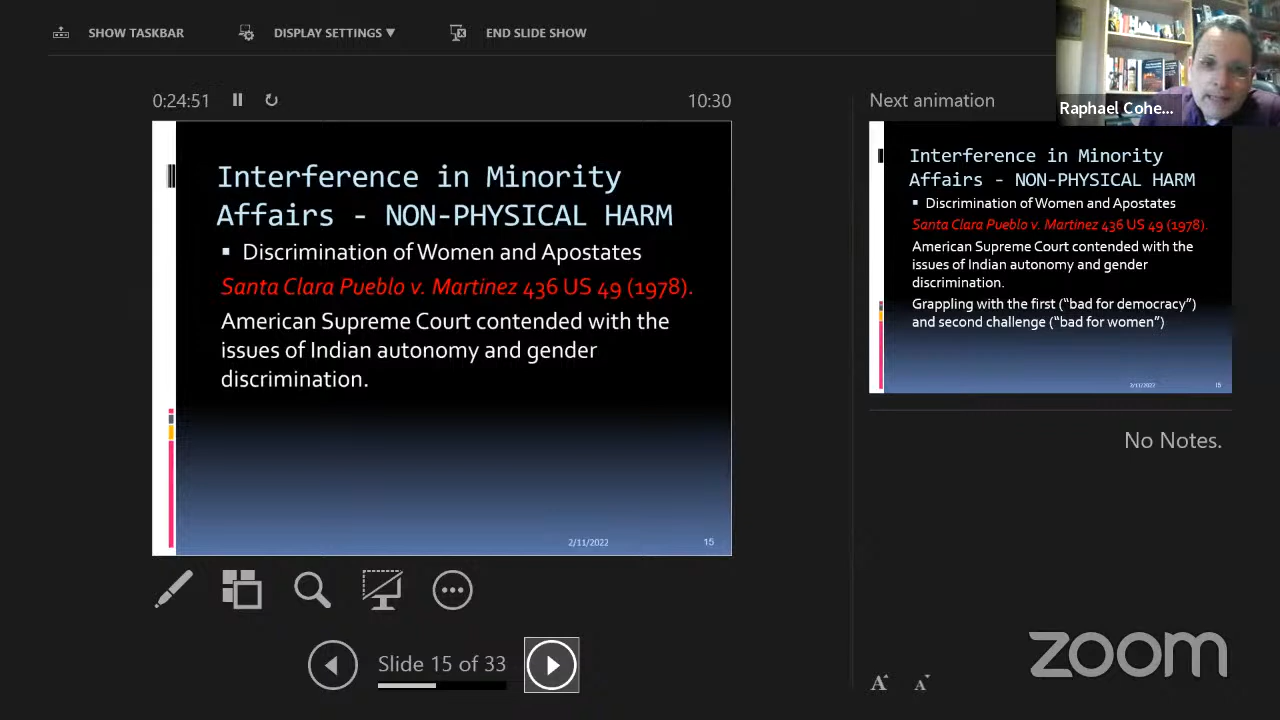 SHOW TASKBAR
DISPLAY SETTINGS ▼
END SLIDE SHOW
0:24:51
10:30
Next animation
Raphael Cohe...
Interference in Minority
Affairs - NON-PHYSICAL HARM
▪ Discrimination of Women and Apostates
Santa Clara Pueblo v. Martinez 436 US 49 (1978).
American Supreme Court contended with the
issues of Indian autonomy and gender
discrimination.
2/11/2022
15
Interference in Minority
Affairs - NON-PHYSICAL HARM
▪ Discrimination of Women and Apostates
Santa Clara Pueblo v. Martinez 436 US 49 (1978).
American Supreme Court contended with the
issues of Indian autonomy and gender
discrimination.
Grappling with the first (“bad for democracy”)
and second challenge (“bad for women”)
2/11/2022
15
No Notes.
Slide 15 of 33
A A
zoom